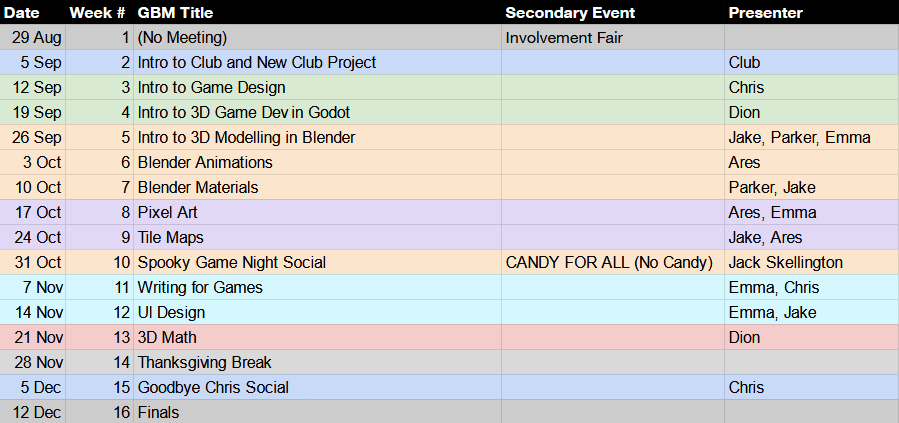 Date Week # GBM Title Secondary Event Presenter
29 Aug 1 (No Meeting) Involvement Fair
5 Sep 2 Intro to Club and New Club Project Club
12 Sep 3 Intro to Game Design Chris
19 Sep 4 Intro to 3D Game Dev in Godot Dion
26 Sep 5 Intro to 3D Modelling in Blender Jake, Parker, Emma
3 Oct 6 Blender Animations Ares
10 Oct 7 Blender Materials Parker, Jake
17 Oct 8 Pixel Art Ares, Emma
24 Oct 9 Tile Maps Jake, Ares
31 Oct 10 Spooky Game Night Social CANDY FOR ALL (No Candy) Jack Skellington
7 Nov 11 Writing for Games Emma, Chris
14 Nov 12 UI Design Emma, Jake
21 Nov 13 3D Math Dion
28 Nov 14 Thanksgiving Break
5 Dec 15 Goodbye Chris Social Chris
12 Dec 16 Finals